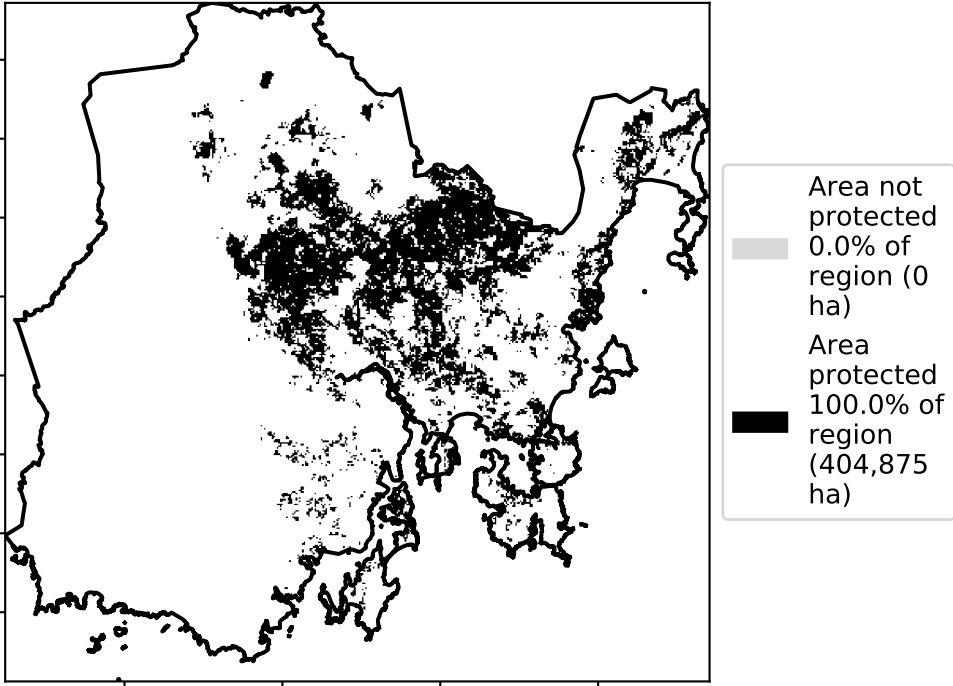 Area not
protected
0.0% of
region (0
ha)
Area
protected
100.0% of
region
(404,875
ha)